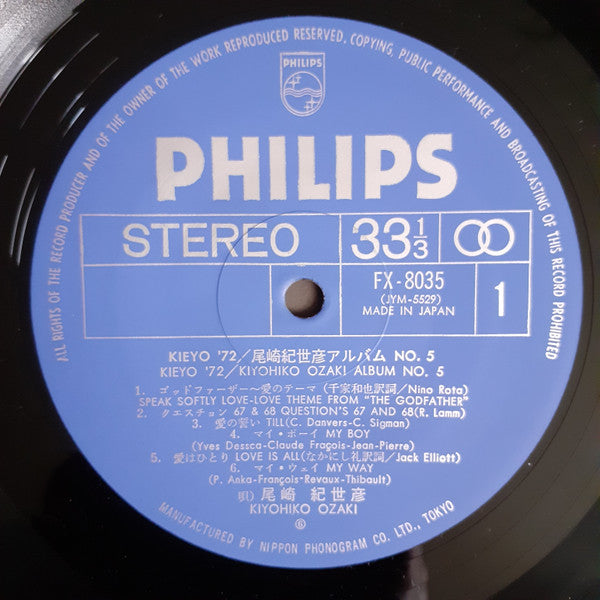 ALL RIGHTS OF THE RECORD PRODUCER AND OF THE OWNER OF THE WORK REPRODUCED RESERVED. COPYING, PUBLIC PERFORMANCE AND BROADCASTING OF THIS RECORD PROHIBITED
PHILIPS
PHILIPS
STEREO
33⅓
FX-8035
(JYM-5529)
MADE IN JAPAN
1
KIEYO '72/尾崎紀世彦アルバム NO. 5
KIEYO '72/KIYOHIKO OZAKI ALBUM NO. 5
1. ゴッドファーザー〜愛のテーマ (千家和也訳詞/Nino Rota)
SPEAK SOFTLY LOVE-LOVE THEME FROM "THE GODFATHER"
2. クエスチョン 67 & 68 QUESTION'S 67 AND 68(R. Lamm)
3. 愛の誓い TILL(C. Danvers-C. Sigman)
4. マイ・ボーイ MY BOY
(Yves Dessca-Claude Fraçois-Jean-Pierre)
5. 愛はひとり LOVE IS ALL(なかにし礼訳詞/Jack Elliott)
6. マイ・ウェイ MY WAY
(P. Anka-François-Revaux-Thibault)
唄) 尾崎 紀世彦
KIYOHIKO OZAKI
MANUFACTURED BY NIPPON PHONOGRAM CO. LTD., TOKYO